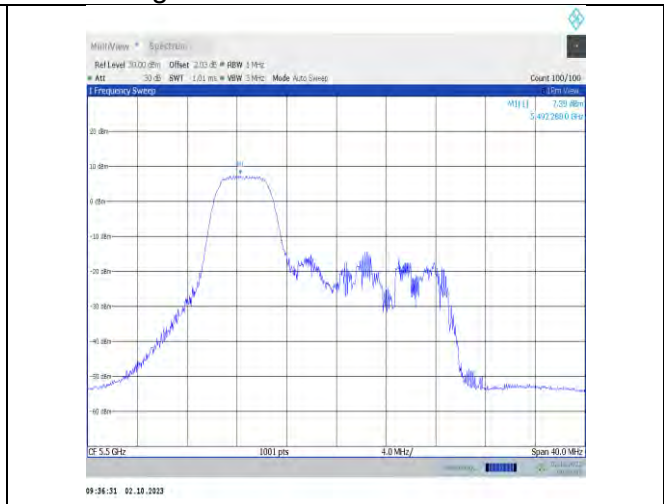 MultiView Spectrum
Ref Level 30.00 dBm Offset 2.03 dB RBW 1 MHz
Att 30 dB SWT 1.01 ms VBW 3 MHz Mode Auto Sweep Count 100/100
1 Frequency Sweep 1Rm View
M1[1] 7.39 dBm
5.4922600 GHz
20 dBm
10 dBm
M1
0 dBm
-10 dBm
-20 dBm
-30 dBm
-40 dBm
-50 dBm
-60 dBm
CF 5.5 GHz 1001 pts 4.0 MHz/ Span 40.0 MHz
09:36:31 02.10.2023